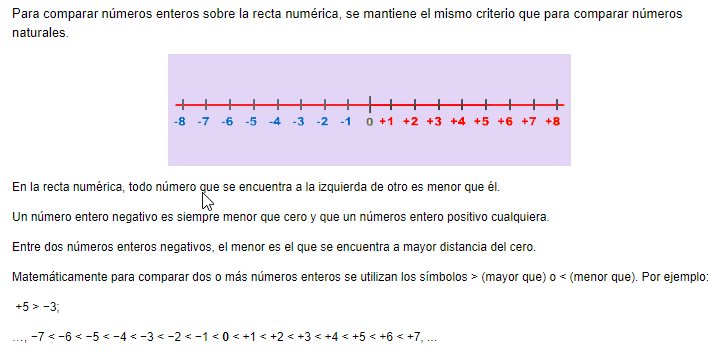 Para comparar números enteros sobre la recta numérica, se mantiene el mismo criterio que para comparar números
naturales.
-8 -7 -6 -5 -4 -3 -2 -1 0 +1 +2 +3 +4 +5 +6 +7 +8
En la recta numérica, todo número que se encuentra a la izquierda de otro es menor que él.
Un número entero negativo es siempre menor que cero y que un números entero positivo cualquiera.
Entre dos números enteros negativos, el menor es el que se encuentra a mayor distancia del cero.
Matemáticamente para comparar dos o más números enteros se utilizan los símbolos > (mayor que) o < (menor que). Por ejemplo:
+5 > −3;
…, −7 < −6 < −5 < −4 < −3 < −2 < −1 < 0 < +1 < +2 < +3 < +4 < +5 < +6 < +7, …